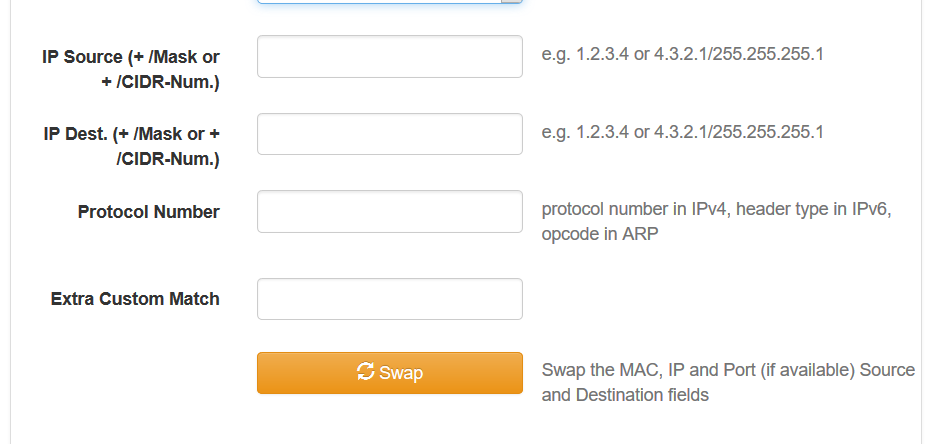 IP Source (+ /Mask or
+ /CIDR-Num.)
e.g. 1.2.3.4 or 4.3.2.1/255.255.255.1
IP Dest. (+ /Mask or +
/CIDR-Num.)
e.g. 1.2.3.4 or 4.3.2.1/255.255.255.1
Protocol Number
protocol number in IPv4, header type in IPv6,
opcode in ARP
Extra Custom Match
Swap
Swap the MAC, IP and Port (if available) Source
and Destination fields